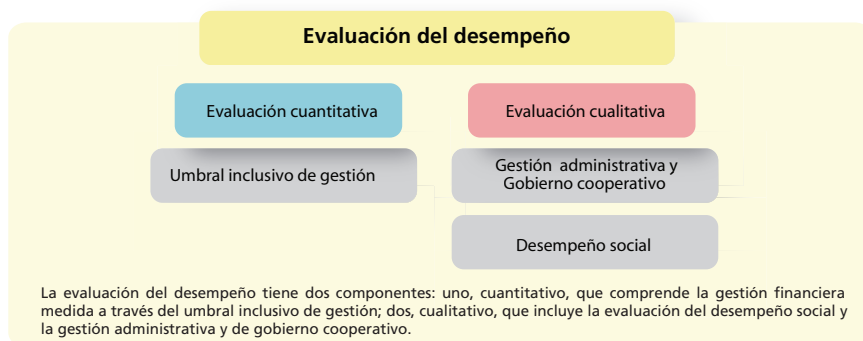 Evaluación del desempeño
Evaluación cuantitativa
Evaluación cualitativa
Umbral inclusivo de gestión
Gestión administrativa y
Gobierno cooperativo
Desempeño social
La evaluación del desempeño tiene dos componentes: uno, cuantitativo, que comprende la gestión financiera
medida a través del umbral inclusivo de gestión; dos, cualitativo, que incluye la evaluación del desempeño social y
la gestión administrativa y de gobierno cooperativo.